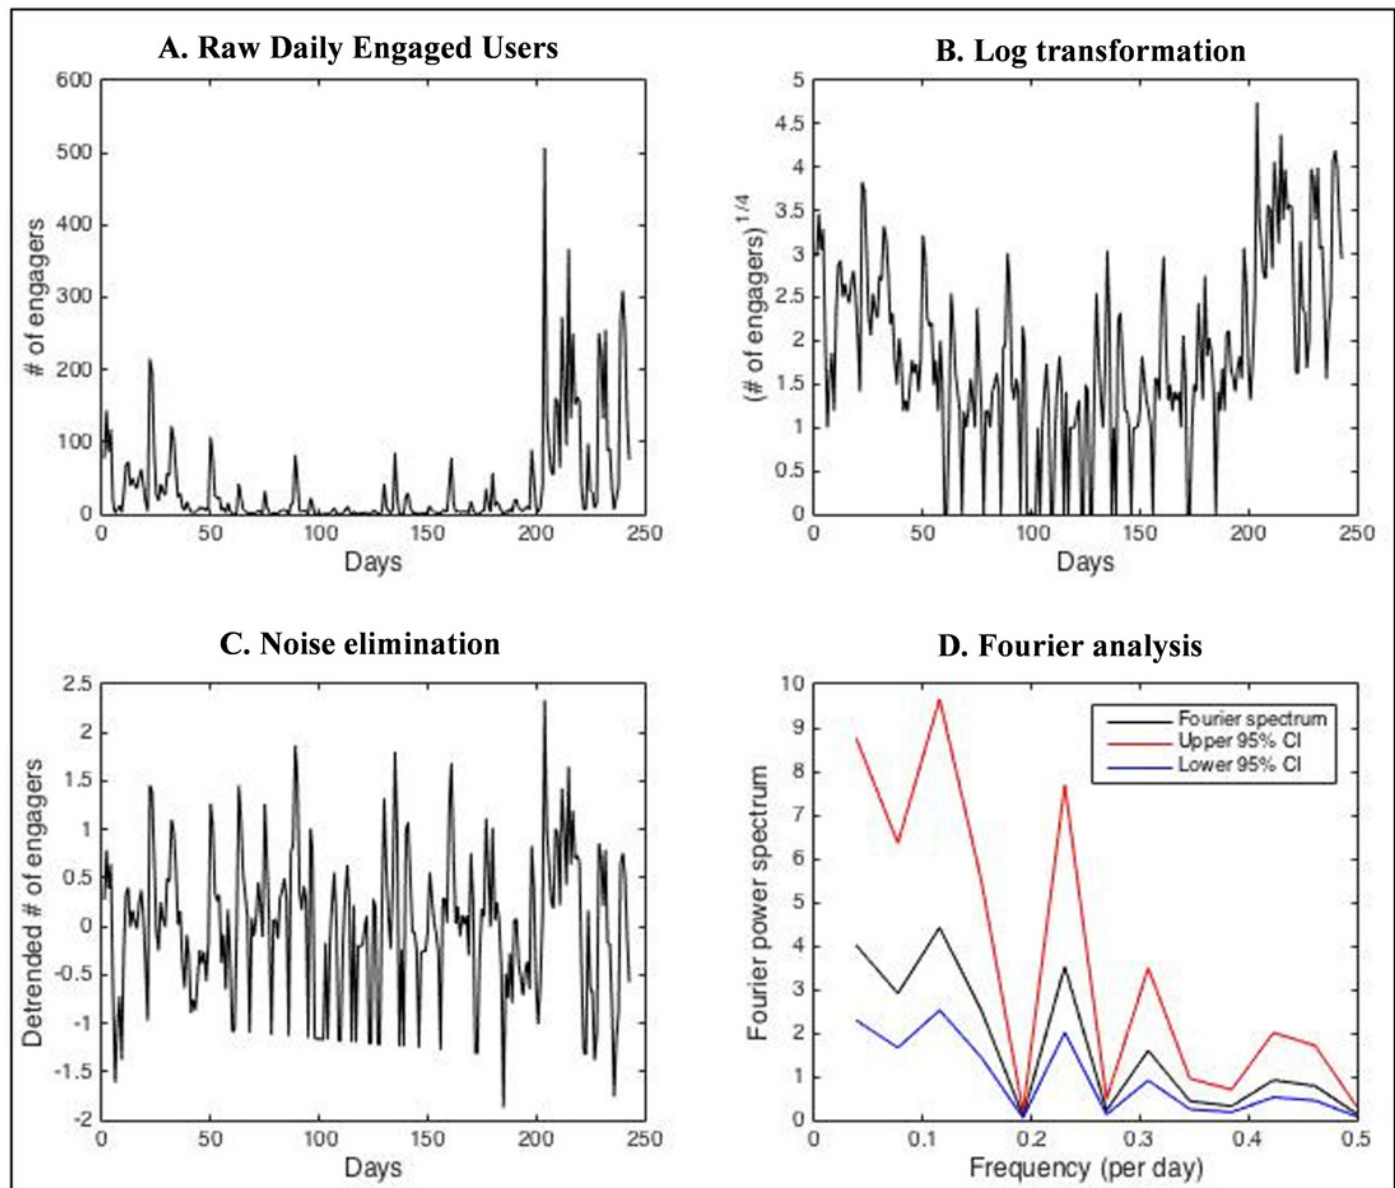 A. Raw Daily Engaged Users
600
500
400
300
200
100
0
# of engagers
0 50 100 150 200 250
Days
B. Log transformation
5
4.5
4
3.5
3
2.5
2
1.5
1
0.5
0
(# of engagers)^1/4
0 50 100 150 200 250
Days
C. Noise elimination
2.5
2
1.5
1
0.5
0
-0.5
-1
-1.5
-2
Detrended # of engagers
0 50 100 150 200 250
Days
D. Fourier analysis
10
9
8
7
6
5
4
3
2
1
0
Fourier power spectrum
Fourier spectrum
Upper 95% CI
Lower 95% CI
0 0.1 0.2 0.3 0.4 0.5
Frequency (per day)